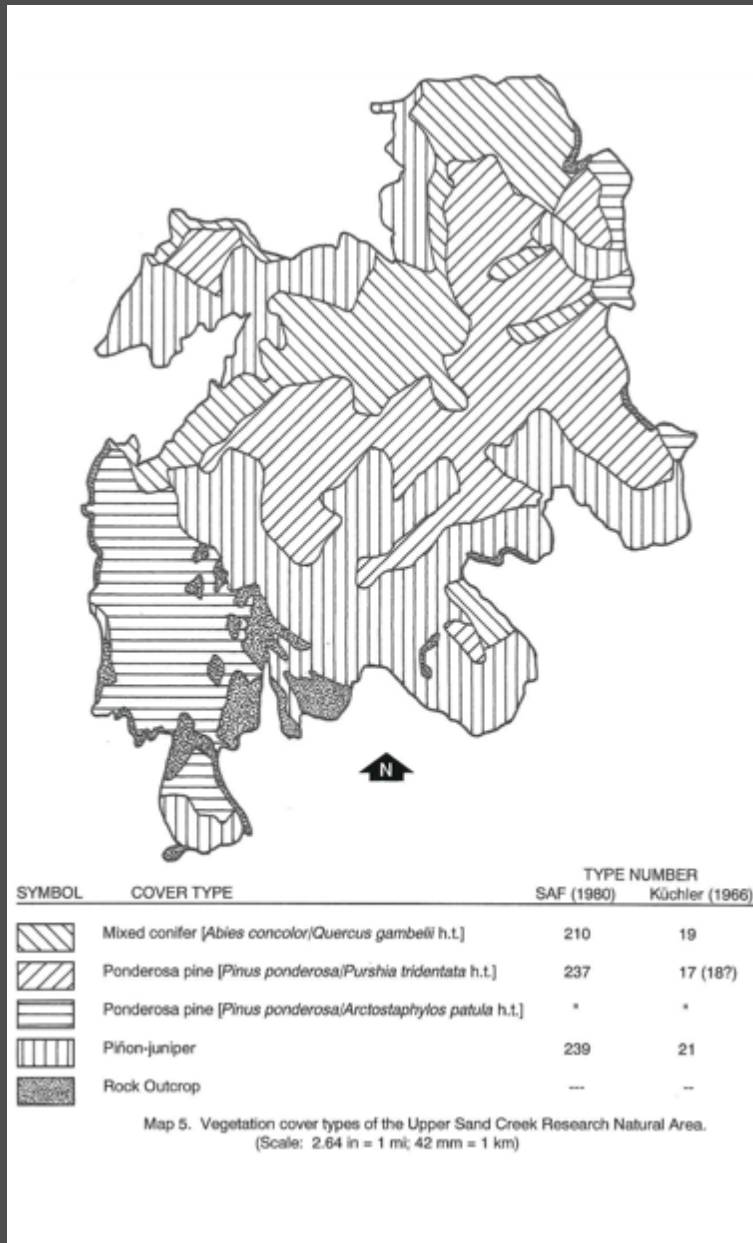 N
TYPE NUMBER
SYMBOL COVER TYPE SAF (1980) Küchler (1966)
Mixed conifer [Abies concolor/Quercus gambelii h.t.] 210 19
Ponderosa pine [Pinus ponderosa/Purshia tridentata h.t.] 237 17 (18?)
Ponderosa pine [Pinus ponderosa/Arctostaphylos patula h.t.] * *
Piñon-juniper 239 21
Rock Outcrop --- --
Map 5. Vegetation cover types of the Upper Sand Creek Research Natural Area.
(Scale: 2.64 in = 1 mi; 42 mm = 1 km)